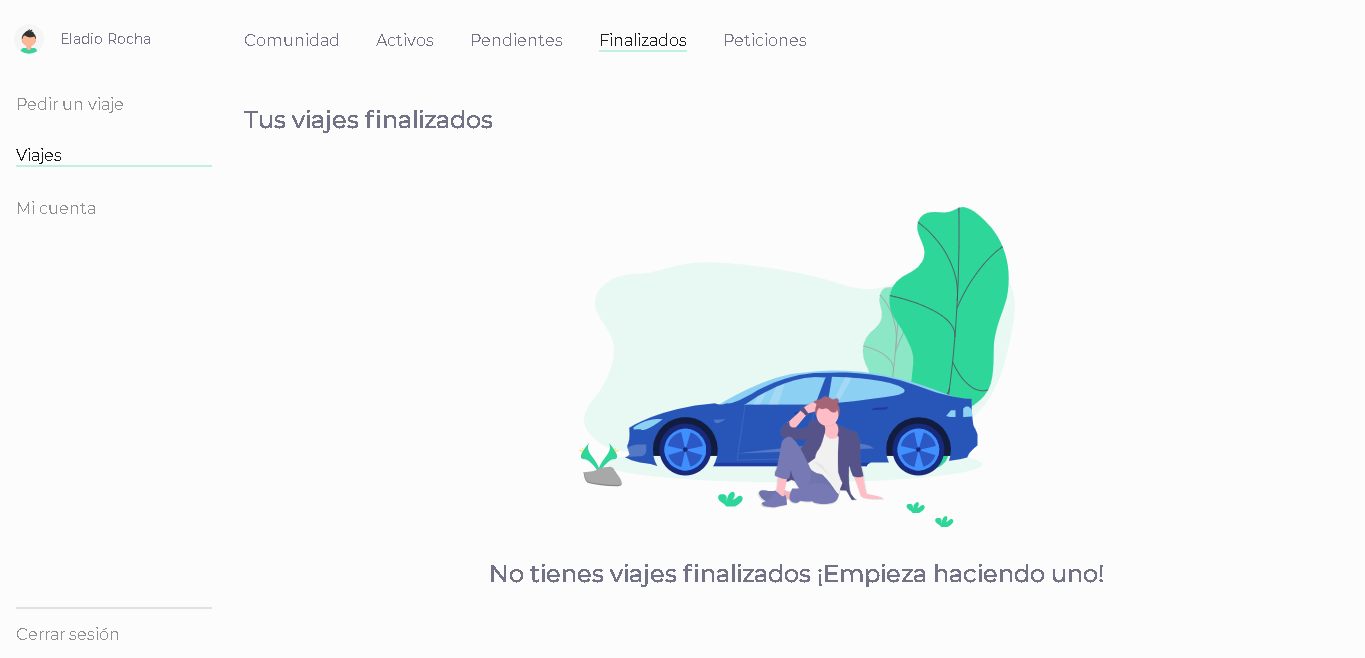 Eladio Rocha
Comunidad Activos Pendientes Finalizados Peticiones
Pedir un viaje
Viajes
Mi cuenta
Tus viajes finalizados
No tienes viajes finalizados ¡Empieza haciendo uno!
Cerrar sesión